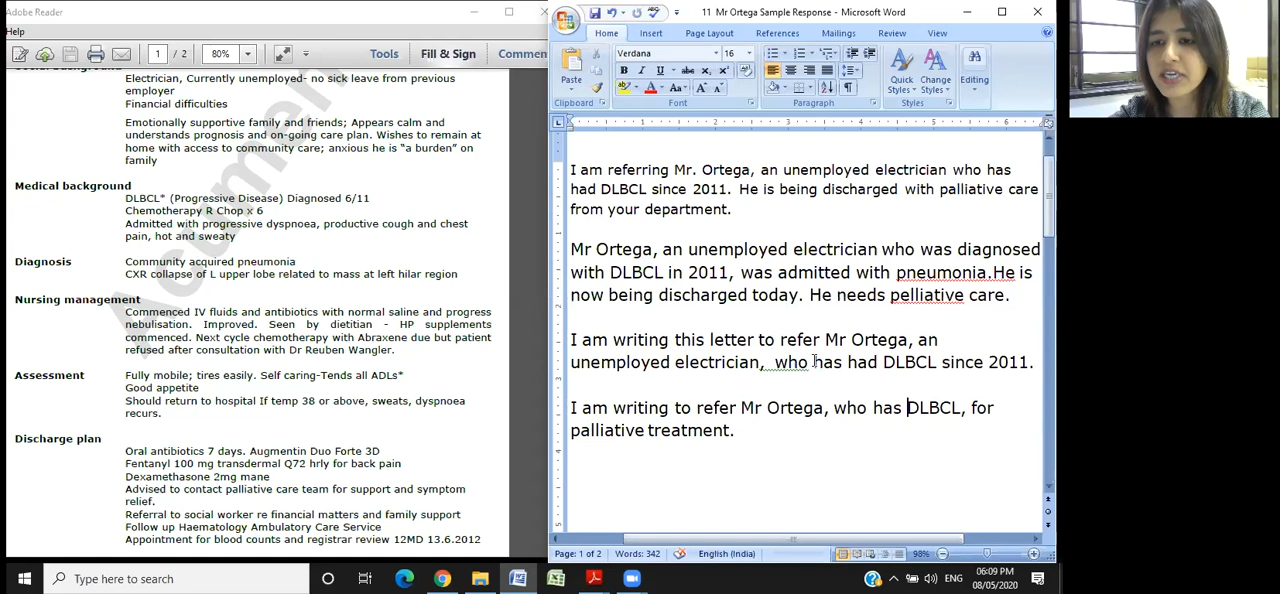 Adobe Reader
Help
1 / 2
80%
Tools
Fill & Sign
Commen
Social background
Electrician, Currently unemployed- no sick leave from previous
employer
Financial difficulties
Emotionally supportive family and friends; Appears calm and
understands prognosis and on-going care plan. Wishes to remain at
home with access to community care; anxious he is “a burden” on
family
Medical background
DLBCL* (Progressive Disease) Diagnosed 6/11
Chemotherapy R Chop x 6
Admitted with progressive dyspnoea, productive cough and chest
pain, hot and sweaty
Diagnosis
Community acquired pneumonia
CXR collapse of L upper lobe related to mass at left hilar region
Nursing management
Commenced IV fluids and antibiotics with normal saline and progress
nebulisation. Improved. Seen by dietitian - HP supplements
commenced. Next cycle chemotherapy with Abraxene due but patient
refused after consultation with Dr Reuben Wangler.
Assessment
Fully mobile; tires easily. Self caring-Tends all ADLs*
Good appetite
Should return to hospital If temp 38 or above, sweats, dyspnoea
recurs.
Discharge plan
Oral antibiotics 7 days. Augmentin Duo Forte 3D
Fentanyl 100 mg transdermal Q72 hrly for back pain
Dexamethasone 2mg mane
Advised to contact palliative care team for support and symptom
relief.
Referral to social worker re financial matters and family support
Follow up Haematology Ambulatory Care Service
Appointment for blood counts and registrar review 12MD 13.6.2012
Acumen
11 Mr Ortega Sample Response - Microsoft Word
Home
Insert
Page Layout
References
Mailings
Review
View
Paste
Verdana
16
Quick
Styles
Change
Styles
Editing
Clipboard
Font
Paragraph
Styles
1 2 3 4 5 6
I am referring Mr. Ortega, an unemployed electrician who has
had DLBCL since 2011. He is being discharged with palliative care
from your department.
Mr Ortega, an unemployed electrician who was diagnosed
with DLBCL in 2011, was admitted with pneumonia.He is
now being discharged today. He needs pelliative care.
I am writing this letter to refer Mr Ortega, an
unemployed electrician,  who has had DLBCL since 2011.
I am writing to refer Mr Ortega, who has DLBCL, for
palliative treatment.
Page: 1 of 2
Words: 342
English (India)
98%
Type here to search
ENG
06:09 PM
08/05/2020